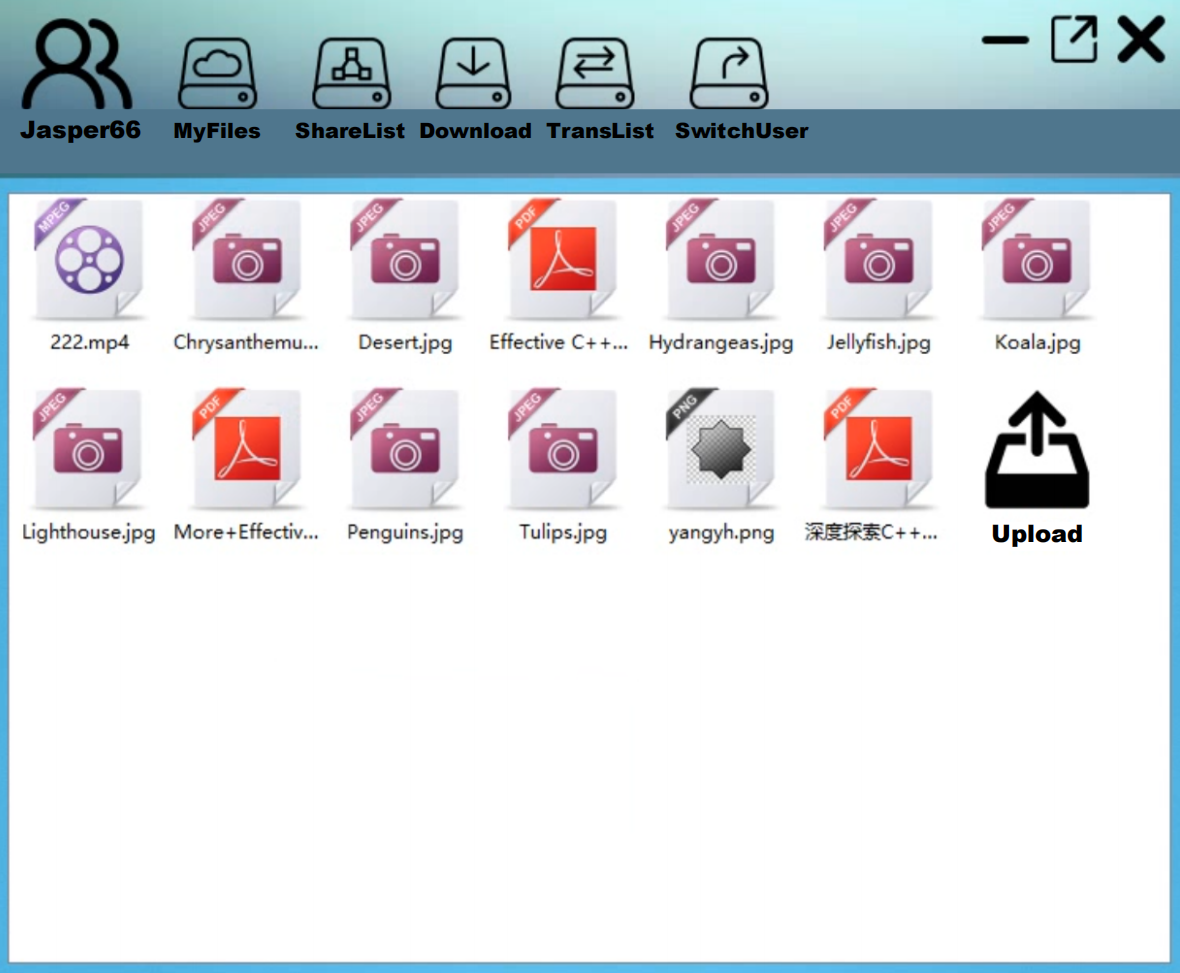 Jasper66 MyFiles ShareList Download TransList SwitchUser
MPEG JPEG JPEG PDF JPEG JPEG JPEG
222.mp4 Chrysanthemu... Desert.jpg Effective C++... Hydrangeas.jpg Jellyfish.jpg Koala.jpg
JPEG PDF JPEG JPEG PNG PDF
Lighthouse.jpg More+Effectiv... Penguins.jpg Tulips.jpg yangyh.png 深度探索C++... Upload